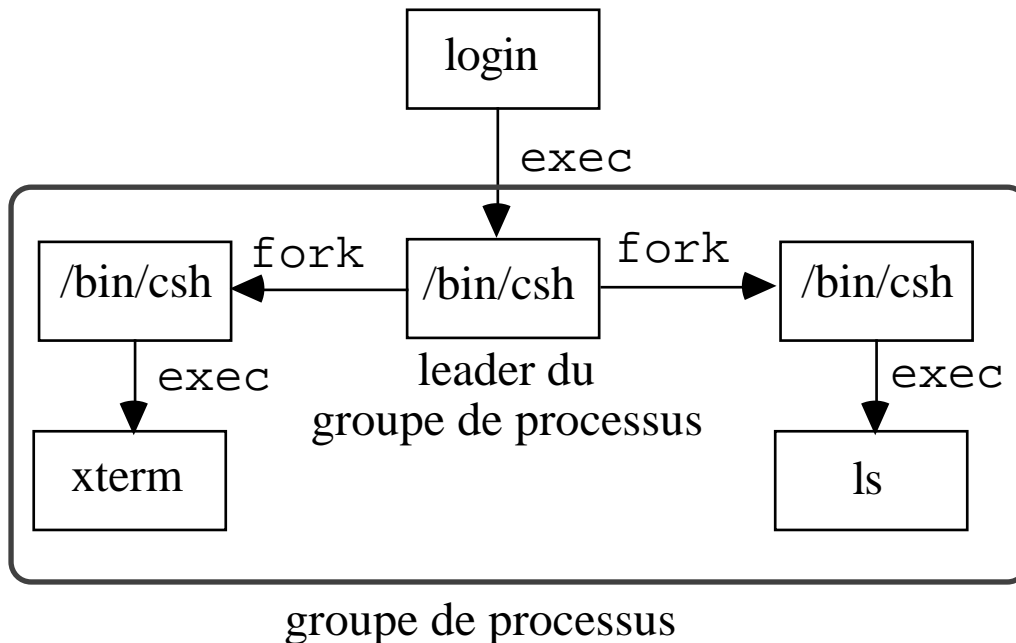 login
exec
fork
fork
/bin/csh
/bin/csh
/bin/csh
exec
leader du
groupe de processus
exec
xterm
ls
groupe de processus